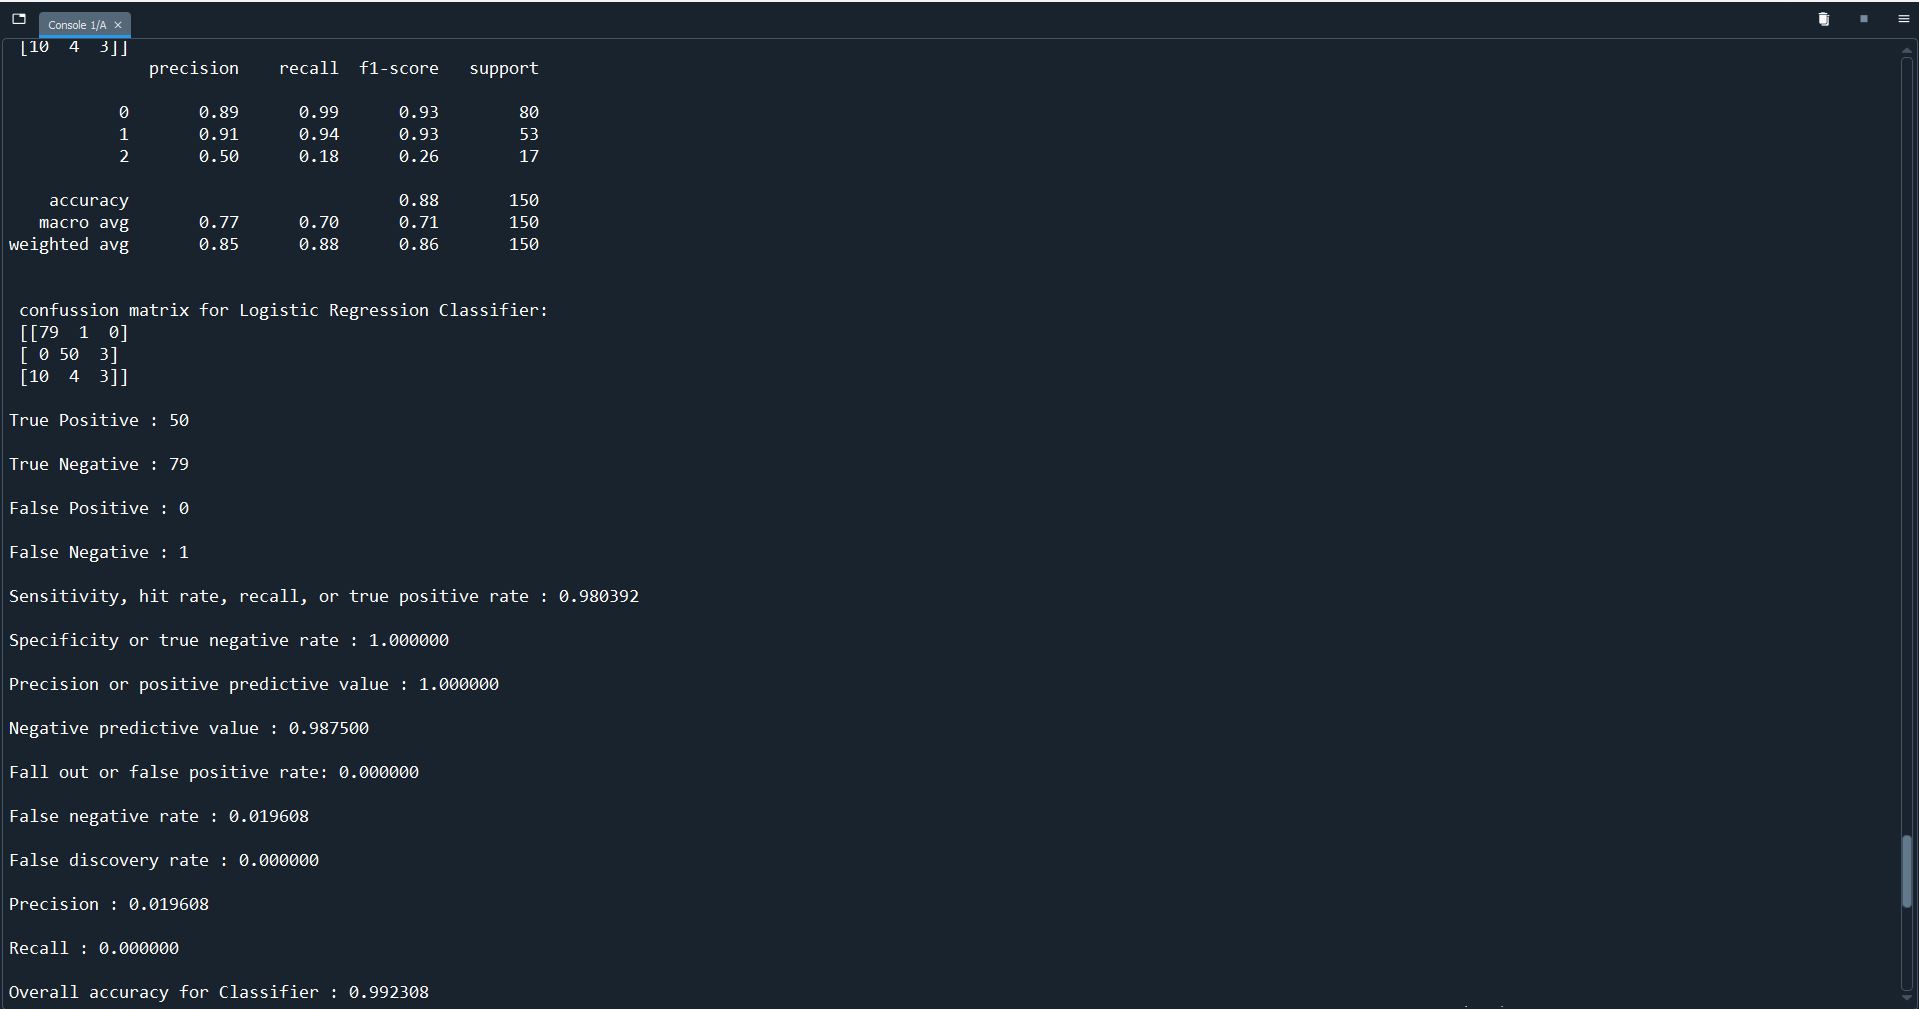 Console 1/A ×
[10  4  3]]
              precision    recall  f1-score   support

           0       0.89      0.99      0.93        80
           1       0.91      0.94      0.93        53
           2       0.50      0.18      0.26        17

    accuracy                           0.88       150
   macro avg       0.77      0.70      0.71       150
weighted avg       0.85      0.88      0.86       150

 confussion matrix for Logistic Regression Classifier:
 [[79  1  0]
 [ 0 50  3]
 [10  4  3]]

True Positive : 50

True Negative : 79

False Positive : 0

False Negative : 1

Sensitivity, hit rate, recall, or true positive rate : 0.980392

Specificity or true negative rate : 1.000000

Precision or positive predictive value : 1.000000

Negative predictive value : 0.987500

Fall out or false positive rate: 0.000000

False negative rate : 0.019608

False discovery rate : 0.000000

Precision : 0.019608

Recall : 0.000000

Overall accuracy for Classifier : 0.992308